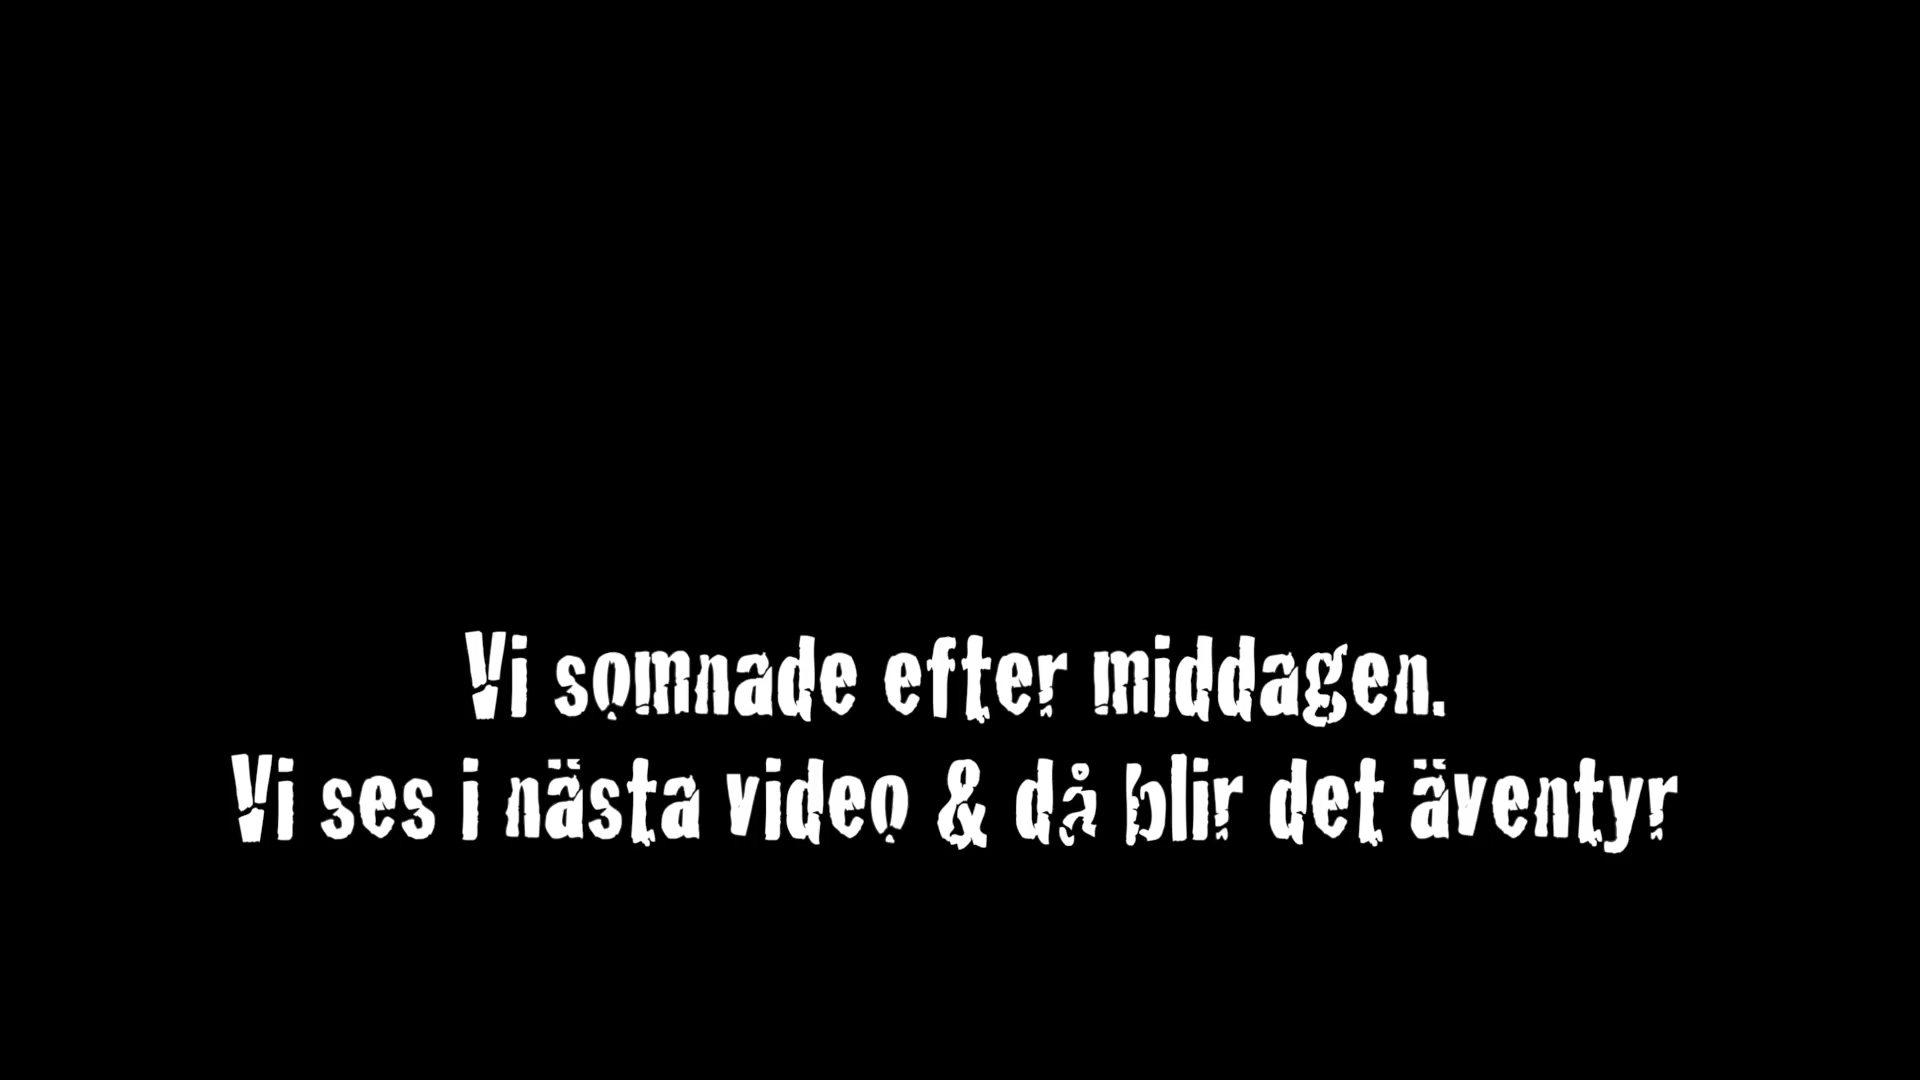 Vi somnade efter middagen.
Vi ses i nästa video & då blir det äventyr